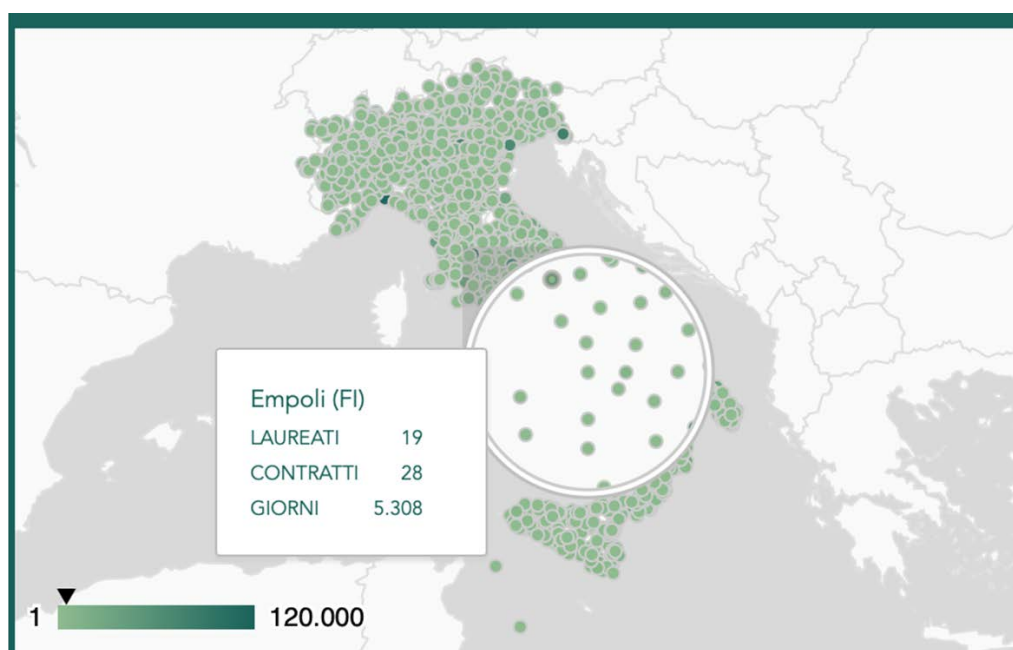 Empoli (FI)
LAUREATI 19
CONTRATTI 28
GIORNI 5.308
1 120.000